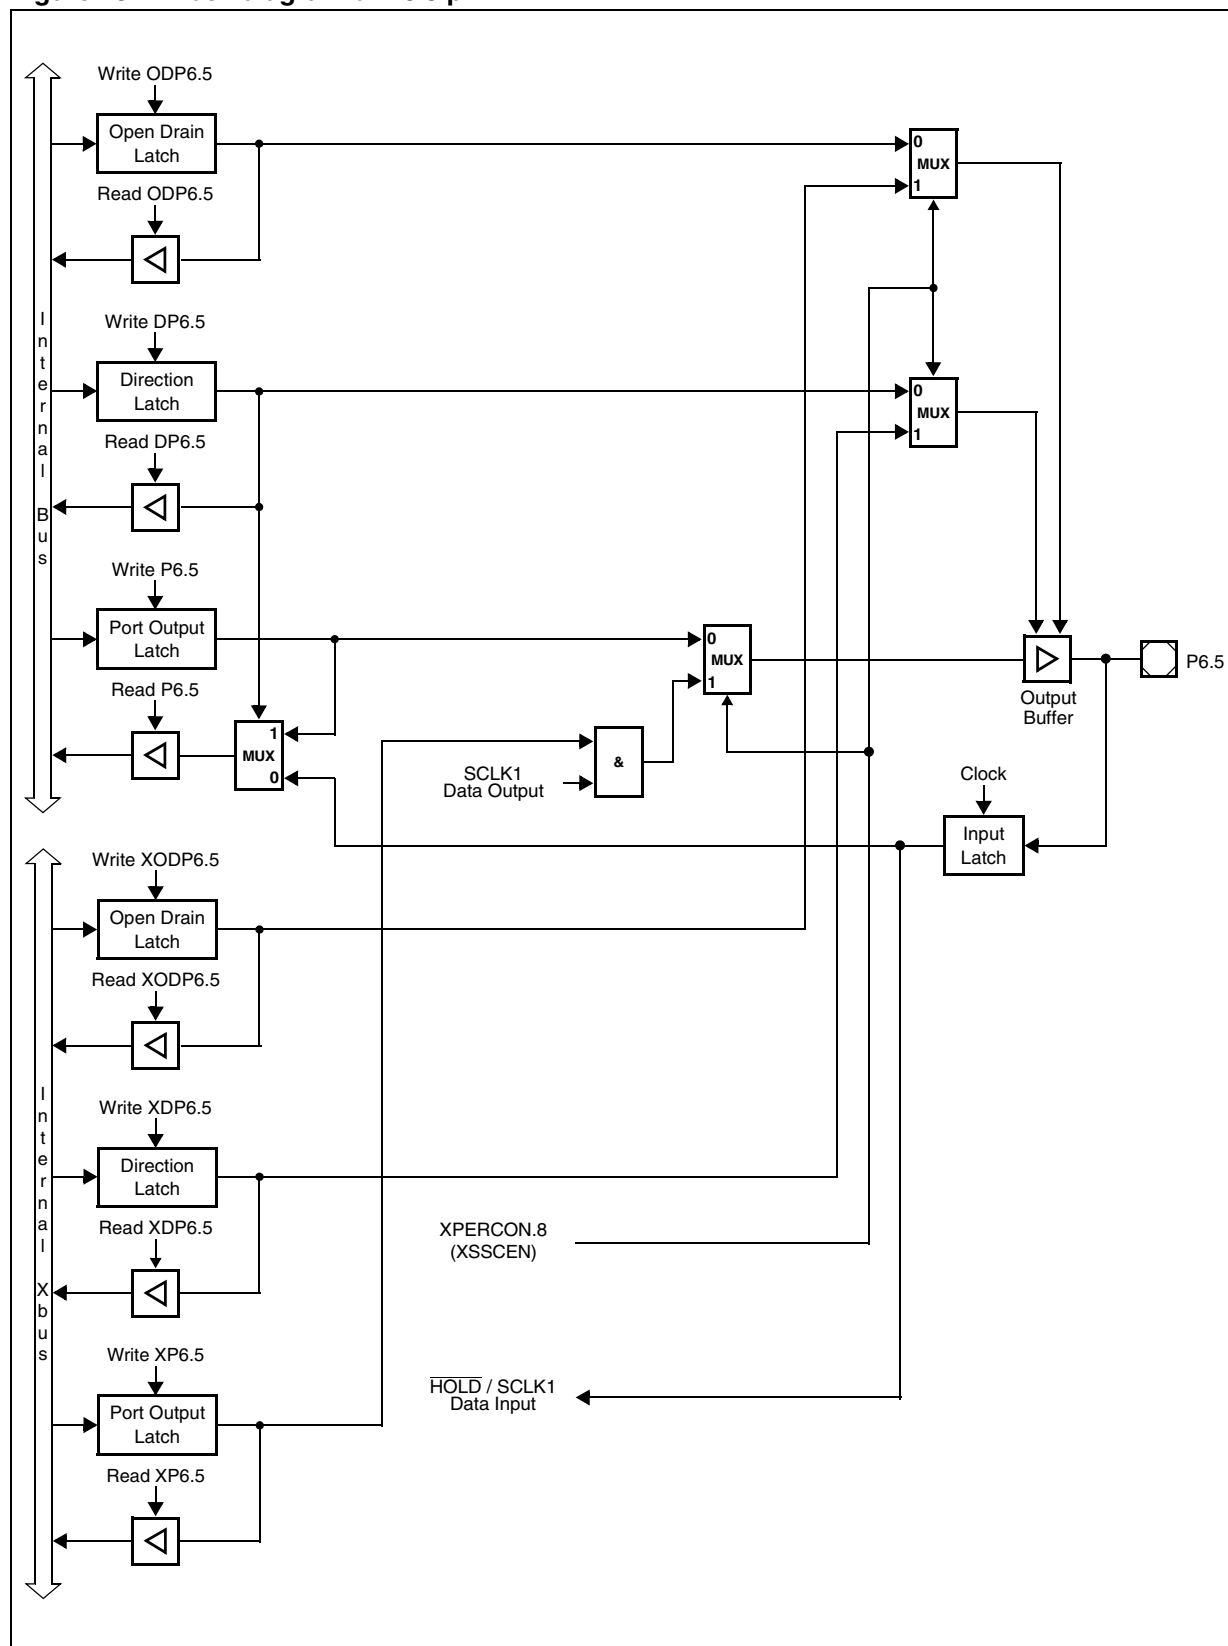 Write ODP6.5
Open Drain
Latch
Read ODP6.5
0
MUX
1
Write DP6.5
Direction
Latch
Read DP6.5
0
MUX
1
Internal Bus
Write P6.5
Port Output
Latch
Read P6.5
1
MUX
0
0
MUX
1
&
SCLK1
Data Output
Output
Buffer
P6.5
Clock
Input
Latch
Write XODP6.5
Open Drain
Latch
Read XODP6.5
Internal Xbus
Write XDP6.5
Direction
Latch
Read XDP6.5
XPERCON.8
(XSSCEN)
Write XP6.5
Port Output
Latch
Read XP6.5
HOLD / SCLK1
Data Input